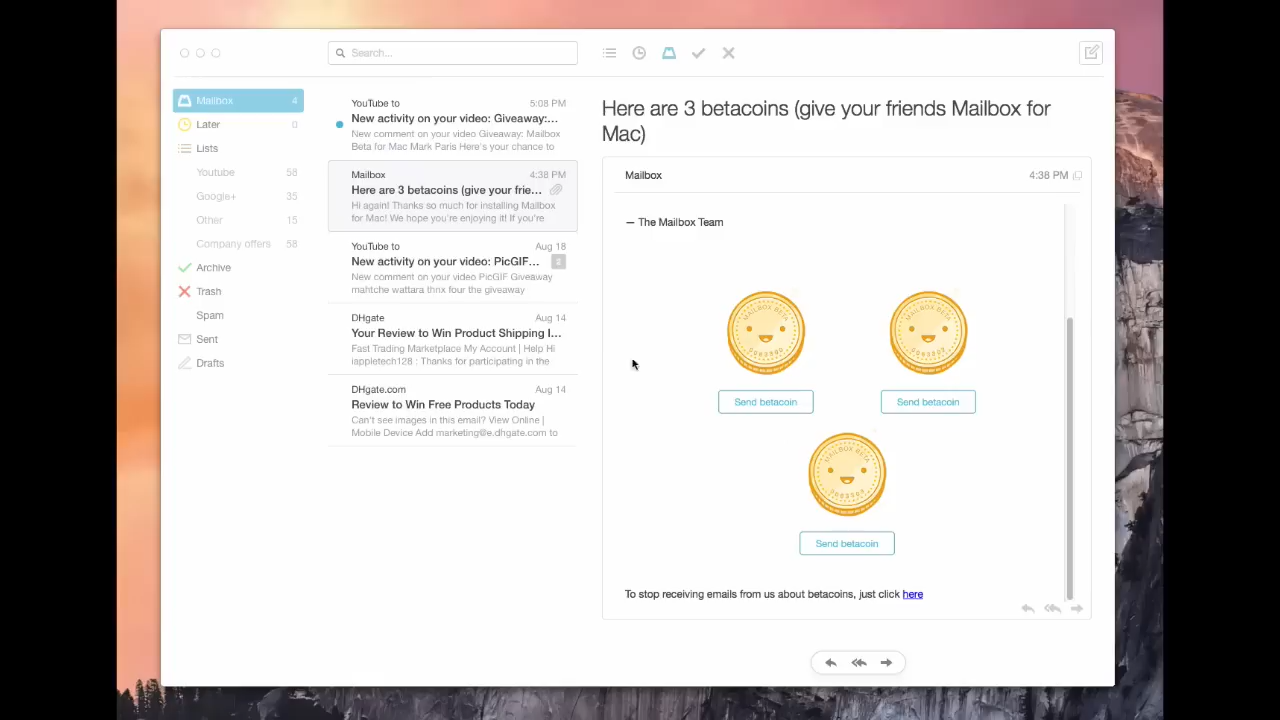 Search...
Mailbox 4
Later 0
Lists
Youtube 58
Google+ 35
Other 15
Company offers 58
Archive
Trash
Spam
Sent
Drafts
YouTube to 5:08 PM
New activity on your video: Giveaway:...
New comment on your video Giveaway: Mailbox
Beta for Mac Mark Paris Here's your chance to
Mailbox 4:38 PM
Here are 3 betacoins (give your frie...
Hi again! Thanks so much for installing Mailbox
for Mac! We hope you're enjoying it! If you're
YouTube to Aug 18
New activity on your video: PicGIF... 2
New comment on your video PicGIF Giveaway
mahtche wattara thnx four the giveaway
DHgate Aug 14
Your Review to Win Product Shipping I...
Fast Trading Marketplace My Account | Help Hi
iappletech128 : Thanks for participating in the
DHgate.com Aug 14
Review to Win Free Products Today
Can't see images in this email? View Online |
Mobile Device Add marketing@e.dhgate.com to
Here are 3 betacoins (give your friends Mailbox for
Mac)
Mailbox 4:38 PM
— The Mailbox Team
MAILBOX BETA
MAILBOX BETA
Send betacoin
Send betacoin
MAILBOX BETA
Send betacoin
To stop receiving emails from us about betacoins, just click here